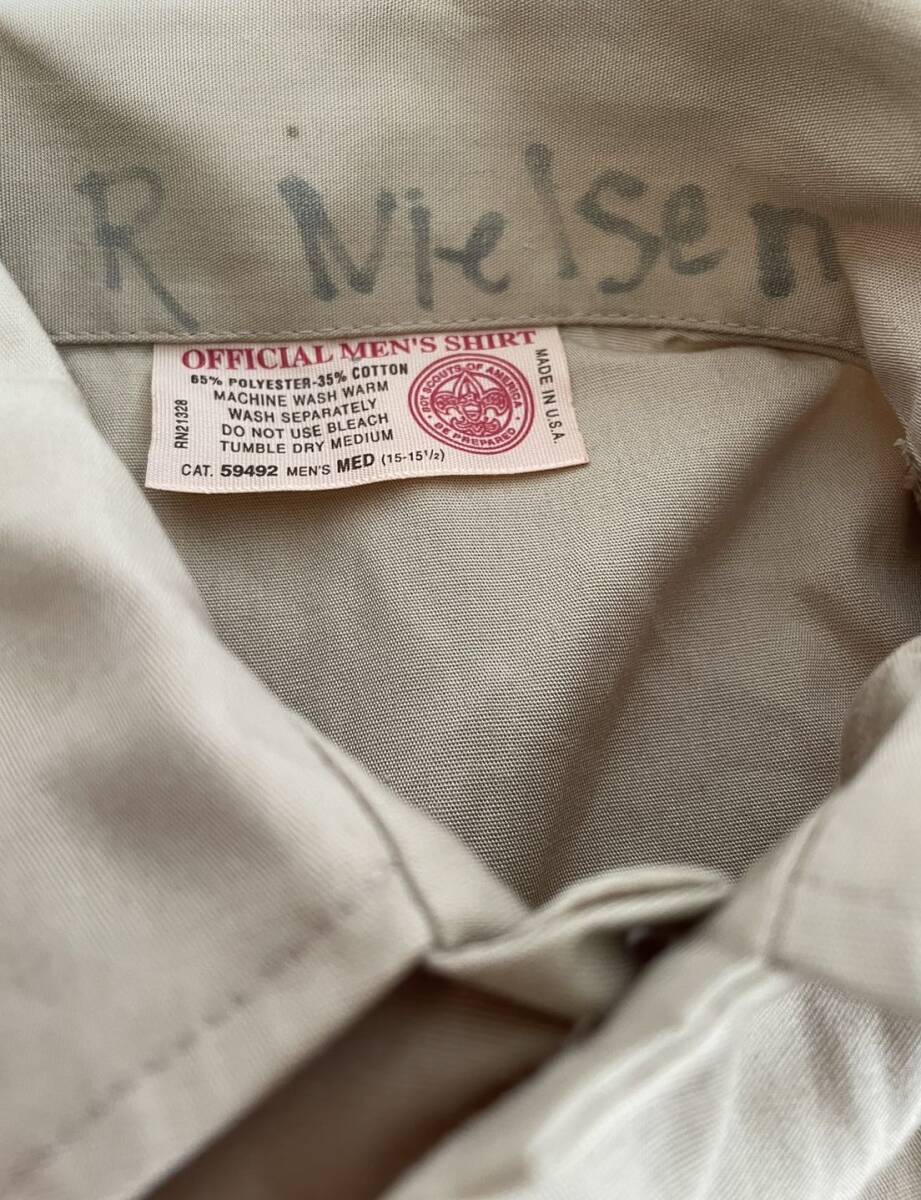 R Nielsen
OFFICIAL MEN'S SHIRT
65% POLYESTER-35% COTTON
MACHINE WASH WARM
WASH SEPARATELY
DO NOT USE BLEACH
TUMBLE DRY MEDIUM
CAT. 59492 MEN'S MED (15-15½)
RN21328
BOY SCOUTS OF AMERICA
BE PREPARED
MADE IN U.S.A.